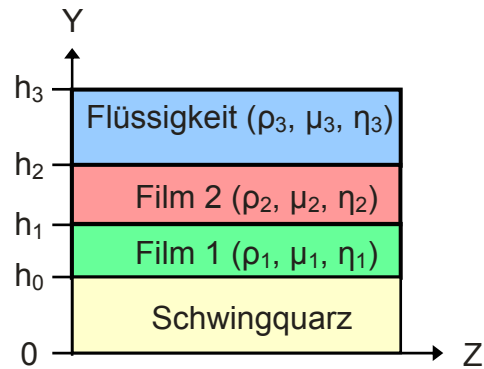 Y
h₃
Flüssigkeit (ρ₃, μ₃, η₃)
h₂
Film 2 (ρ₂, μ₂, η₂)
h₁
Film 1 (ρ₁, μ₁, η₁)
h₀
Schwingquarz
0
Z